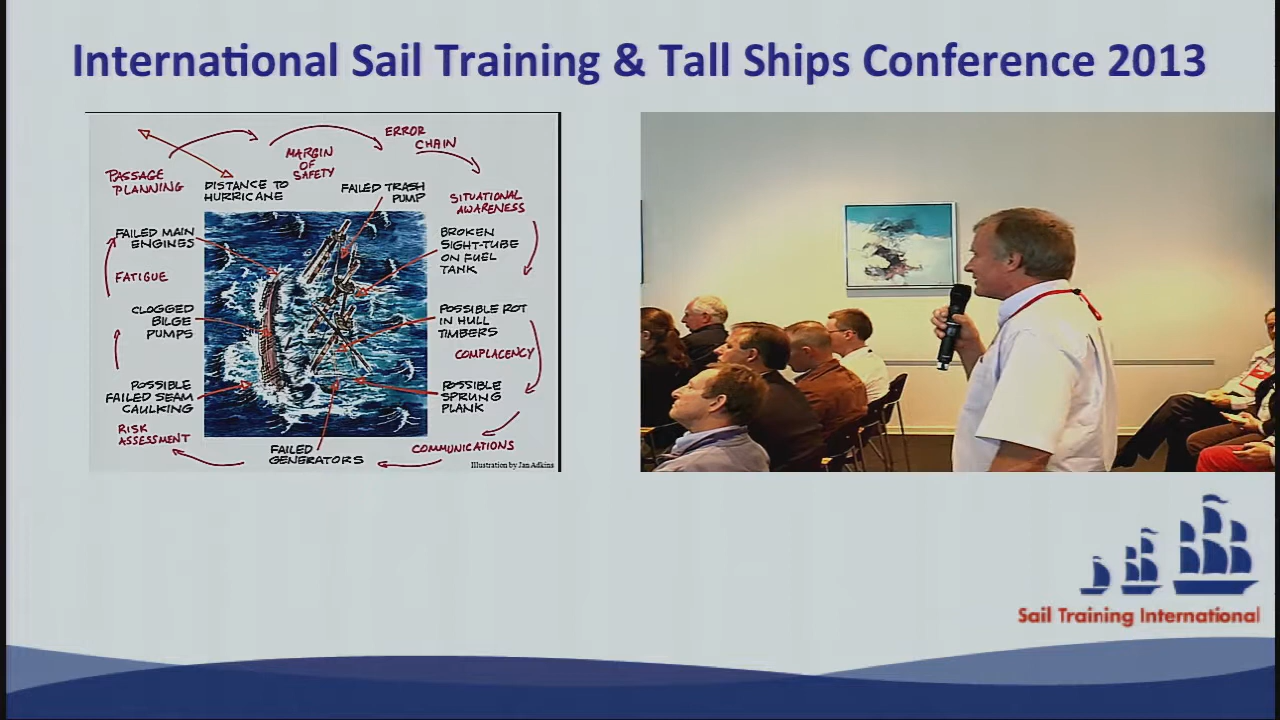 International Sail Training & Tall Ships Conference 2013
ERROR
CHAIN
MARGIN
OF
SAFETY
PASSAGE
PLANNING
DISTANCE TO
HURRICANE
FAILED TRASH
PUMP
SITUATIONAL
AWARENESS
FAILED MAIN
ENGINES
BROKEN
SIGHT-TUBE
ON FUEL
TANK
FATIGUE
CLOGGED
BILGE
PUMPS
POSSIBLE ROT
IN HULL
TIMBERS
COMPLACENCY
POSSIBLE
FAILED SEAM
CAULKING
POSSIBLE
SPRUNG
PLANK
RISK
ASSESSMENT
FAILED
GENERATORS
COMMUNICATIONS
Illustration by Jan Adkins
Sail Training International